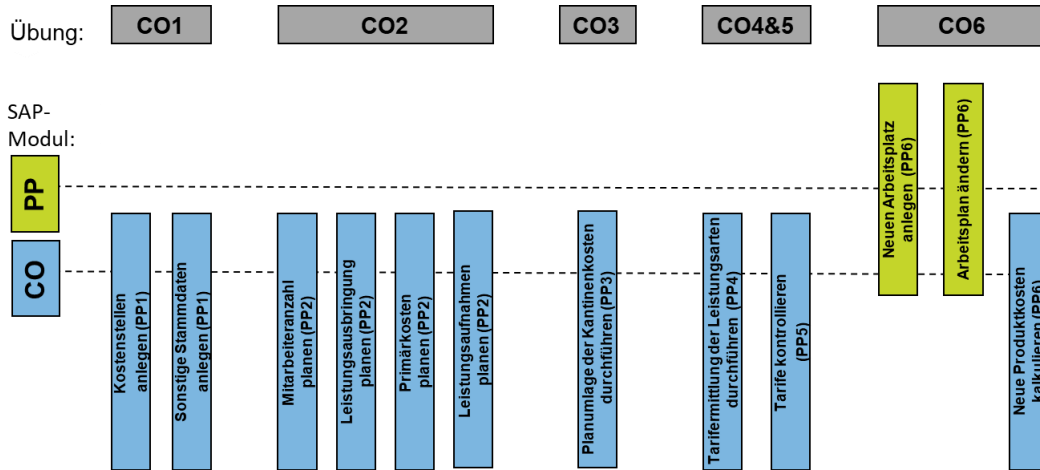 Übung:
CO1
CO2
CO3
CO4&5
CO6
SAP-
Modul:
PP
CO
Kostenstellen
anlegen (PP1)
Sonstige Stammdaten
anlegen (PP1)
Mitarbeiteranzahl
planen (PP2)
Leistungsausbringung
planen (PP2)
Primärkosten
planen (PP2)
Leistungsaufnahmen
planen (PP2)
Planumlage der Kantinenkosten
durchführen (PP3)
Tarifermittlung der Leistungsarten
durchführen (PP4)
Tarife kontrollieren
(PP5)
Neuen Arbeitsplatz
anlegen (PP6)
Arbeitsplan ändern (PP6)
Neue Produktkosten
kalkulieren (PP6)